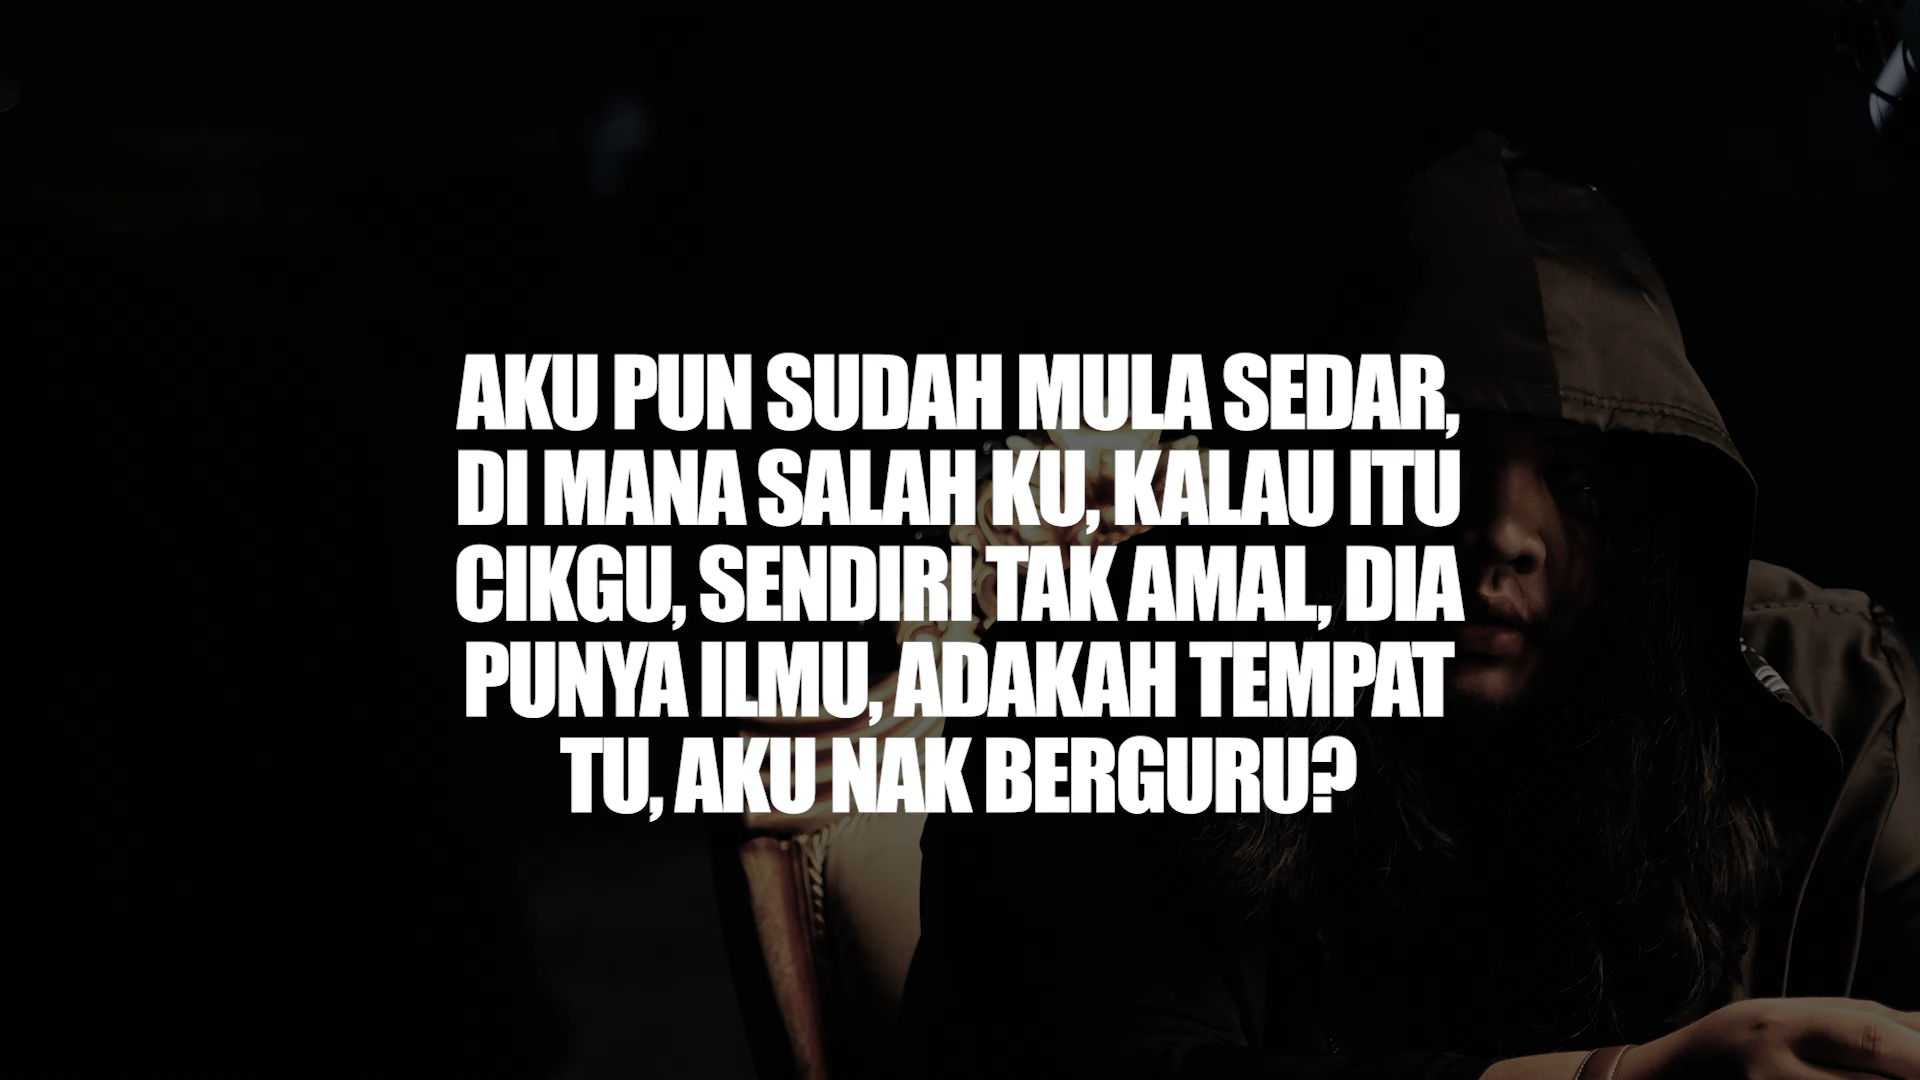 AKU PUN SUDAH MULA SEDAR,
DI MANA SALAH KU, KALAU ITU
CIKGU, SENDIRI TAK AMAL, DIA
PUNYA ILMU, ADAKAH TEMPAT
TU, AKU NAK BERGURU?